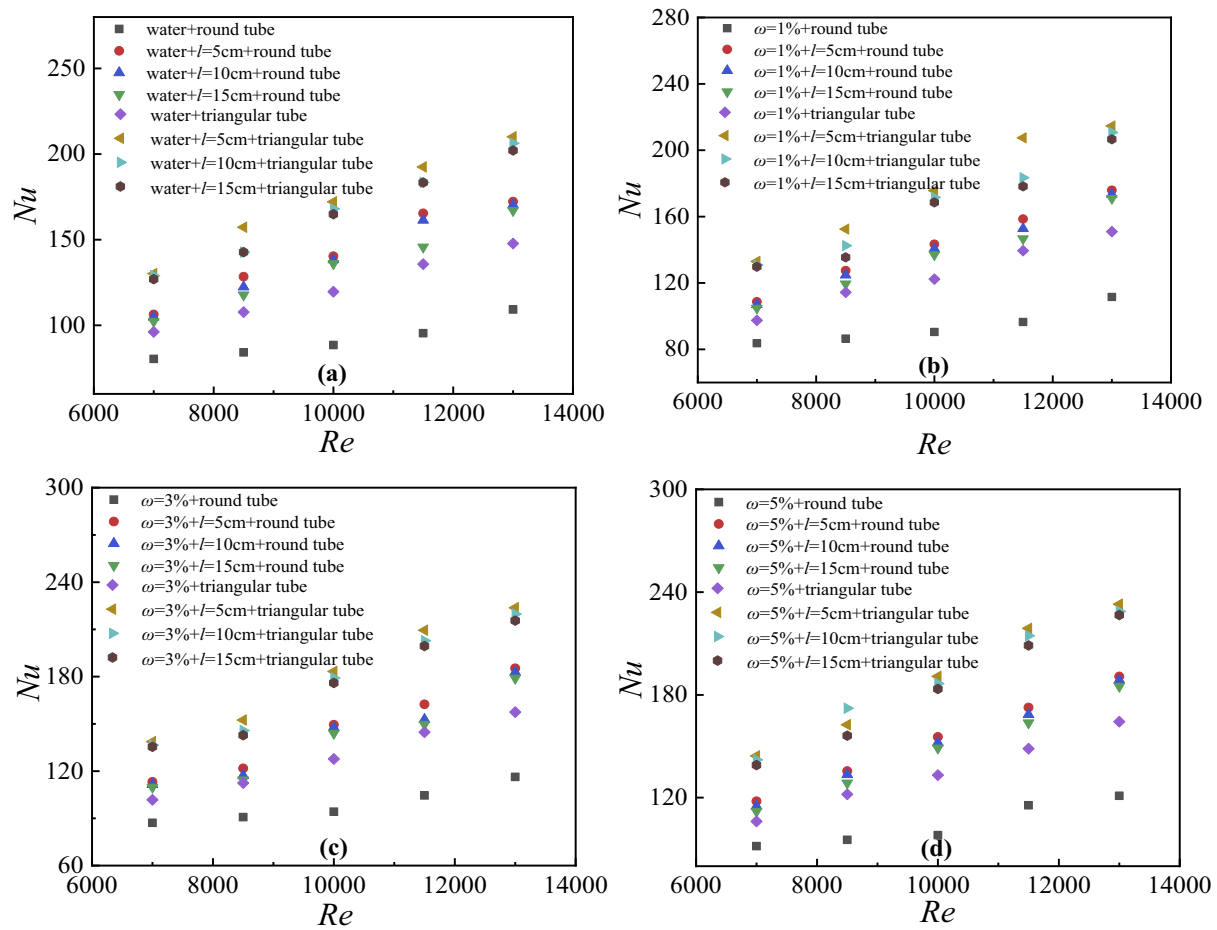 250
200
150
100
Nu
water+round tube
water+l=5cm+round tube
water+l=10cm+round tube
water+l=15cm+round tube
water+triangular tube
water+l=5cm+triangular tube
water+l=10cm+triangular tube
water+l=15cm+triangular tube
(a)
6000 8000 10000 12000 14000
Re
280
240
200
160
120
80
Nu
ω=1%+round tube
ω=1%+l=5cm+round tube
ω=1%+l=10cm+round tube
ω=1%+l=15cm+round tube
ω=1%+triangular tube
ω=1%+l=5cm+triangular tube
ω=1%+l=10cm+triangular tube
ω=1%+l=15cm+triangular tube
(b)
6000 8000 10000 12000 14000
Re
300
240
180
120
60
Nu
ω=3%+round tube
ω=3%+l=5cm+round tube
ω=3%+l=10cm+round tube
ω=3%+l=15cm+round tube
ω=3%+triangular tube
ω=3%+l=5cm+triangular tube
ω=3%+l=10cm+triangular tube
ω=3%+l=15cm+triangular tube
(c)
6000 8000 10000 12000 14000
Re
300
240
180
120
Nu
ω=5%+round tube
ω=5%+l=5cm+round tube
ω=5%+l=10cm+round tube
ω=5%+l=15cm+round tube
ω=5%+triangular tube
ω=5%+l=5cm+triangular tube
ω=5%+l=10cm+triangular tube
ω=5%+l=15cm+triangular tube
(d)
6000 8000 10000 12000 14000
Re